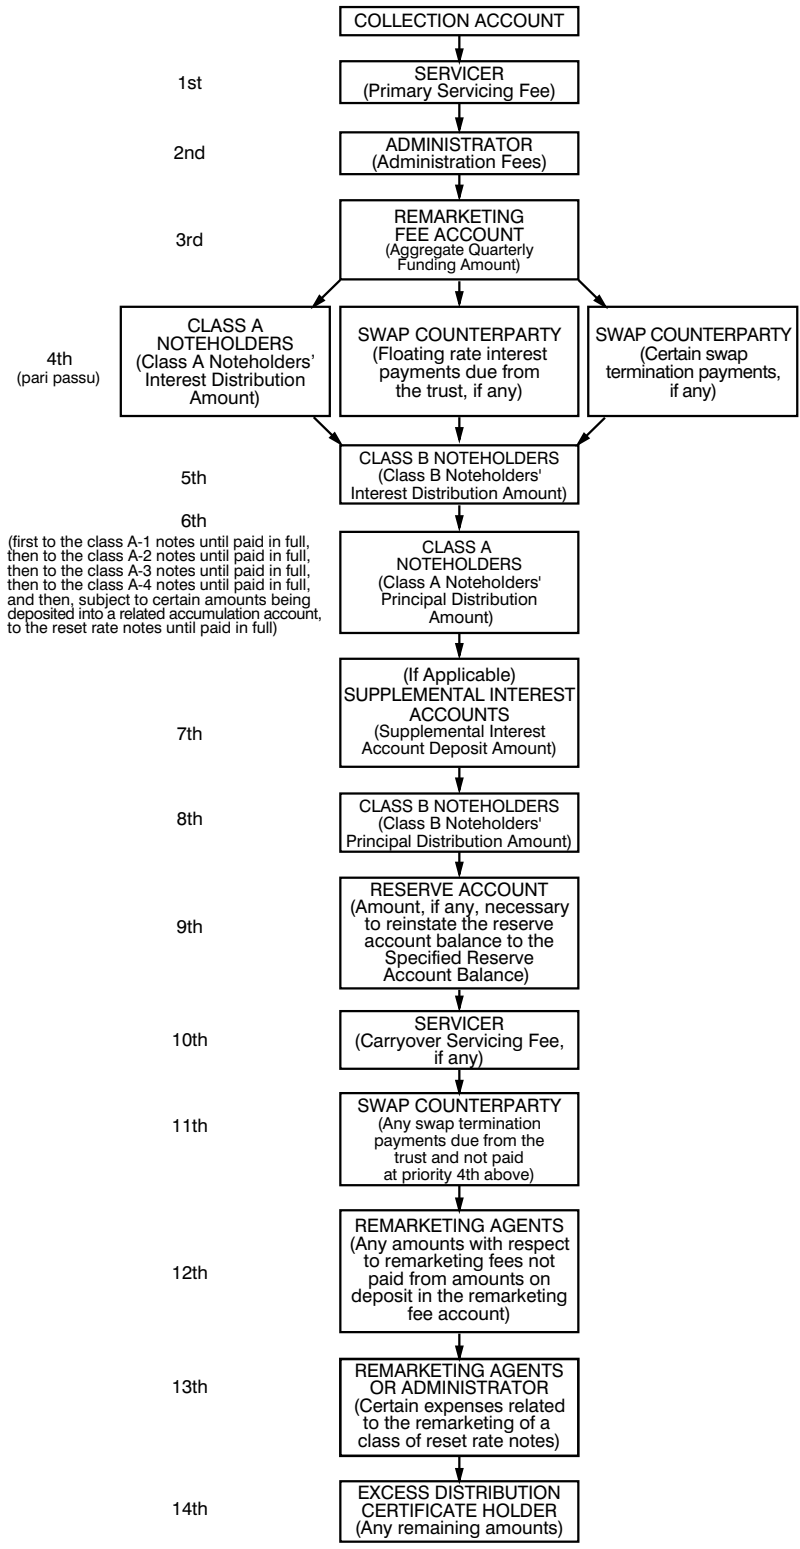 COLLECTION ACCOUNT
1st
SERVICER
(Primary Servicing Fee)
2nd
ADMINISTRATOR
(Administration Fees)
3rd
REMARKETING
FEE ACCOUNT
(Aggregate Quarterly
Funding Amount)
4th
(pari passu)
CLASS A
NOTEHOLDERS
(Class A Noteholders’
Interest Distribution
Amount)
SWAP COUNTERPARTY
(Floating rate interest
payments due from
the trust, if any)
SWAP COUNTERPARTY
(Certain swap
termination payments,
if any)
5th
CLASS B NOTEHOLDERS
(Class B Noteholders'
Interest Distribution Amount)
6th
(first to the class A-1 notes until paid in full,
then to the class A-2 notes until paid in full,
then to the class A-3 notes until paid in full,
then to the class A-4 notes until paid in full,
and then, subject to certain amounts being
deposited into a related accumulation account,
to the reset rate notes until paid in full)
CLASS A
NOTEHOLDERS
(Class A Noteholders'
Principal Distribution
Amount)
7th
(If Applicable)
SUPPLEMENTAL INTEREST
ACCOUNTS
(Supplemental Interest
Account Deposit Amount)
8th
CLASS B NOTEHOLDERS
(Class B Noteholders'
Principal Distribution Amount)
9th
RESERVE ACCOUNT
(Amount, if any, necessary
to reinstate the reserve
account balance to the
Specified Reserve
Account Balance)
10th
SERVICER
(Carryover Servicing Fee,
if any)
11th
SWAP COUNTERPARTY
(Any swap termination
payments due from the
trust and not paid
at priority 4th above)
12th
REMARKETING AGENTS
(Any amounts with respect
to remarketing fees not
paid from amounts on
deposit in the remarketing
fee account)
13th
REMARKETING AGENTS
OR ADMINISTRATOR
(Certain expenses related
to the remarketing of a
class of reset rate notes)
14th
EXCESS DISTRIBUTION
CERTIFICATE HOLDER
(Any remaining amounts)